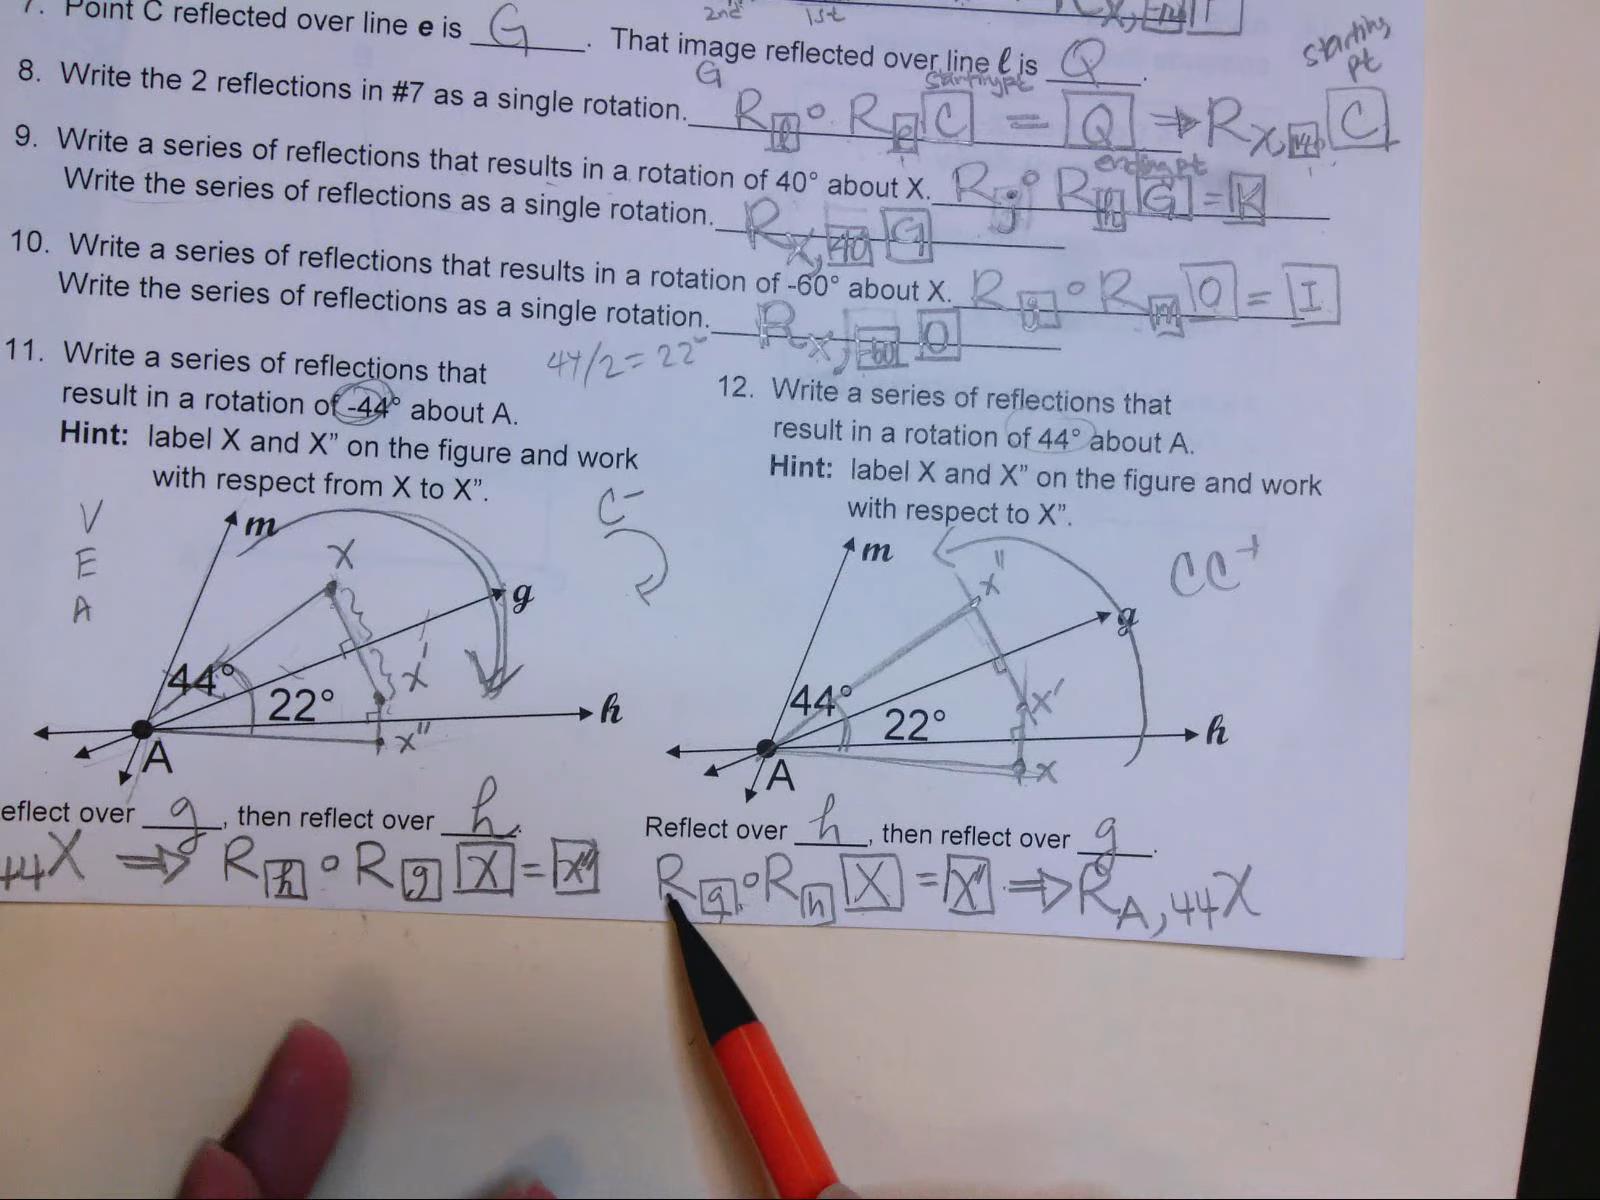 7. Point C reflected over line e is G. That image reflected over line ℓ is Q.
2nd 1st
starting pt
8. Write the 2 reflections in #7 as a single rotation. R ℓ ∘ R e C = Q ⇒ R X, C
G
starting pt
ending pt
9. Write a series of reflections that results in a rotation of 40° about X. R j ∘ R h G = K
Write the series of reflections as a single rotation. R X, 40 G
10. Write a series of reflections that results in a rotation of -60° about X. R g ∘ R m O = I
Write the series of reflections as a single rotation. R X, -60 O
11. Write a series of reflections that
result in a rotation of -44° about A.
Hint: label X and X” on the figure and work
with respect from X to X”.
44/2 = 22°
V
E
A
C-
m
X
g
X'
44°
22°
h
X"
A
eflect over g, then reflect over h.
44X ⇒ R h ∘ R g X = X"
12. Write a series of reflections that
result in a rotation of 44° about A.
Hint: label X and X” on the figure and work
with respect to X”.
m
X"
CC+
g
44°
X'
22°
h
A
X
Reflect over h, then reflect over g.
R g ∘ R h X = X" ⇒ R A, 44 X